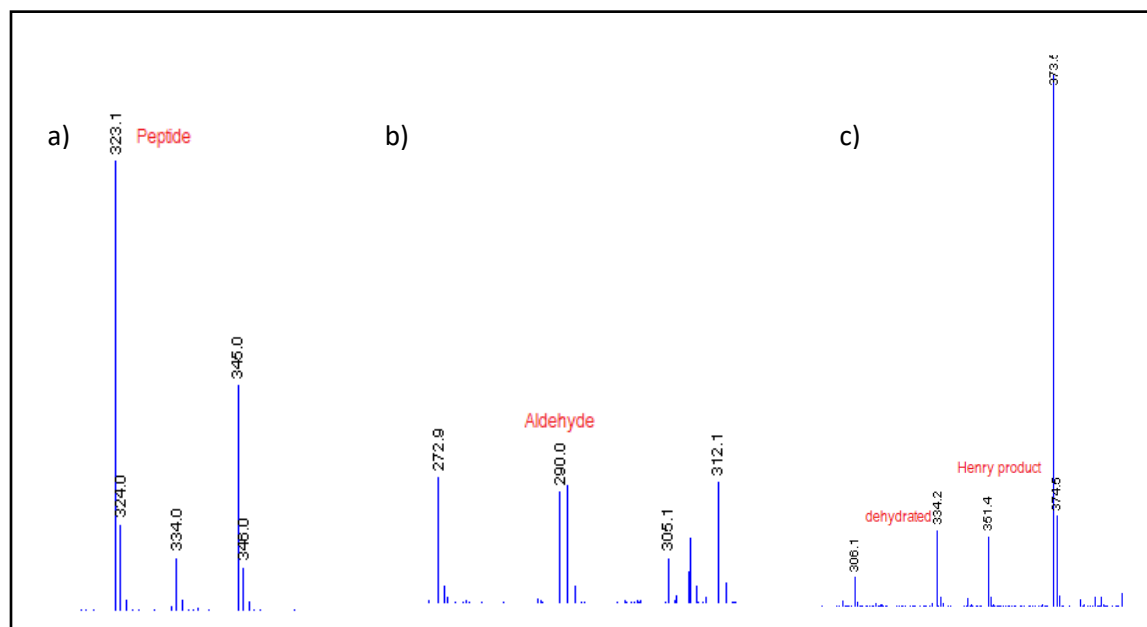 a)
Peptide
323.1
324.0
334.0
345.0
346.0
b)
Aldehyde
272.9
290.0
305.1
312.1
c)
Henry product
dehydrated
306.1
334.2
351.4
374.5